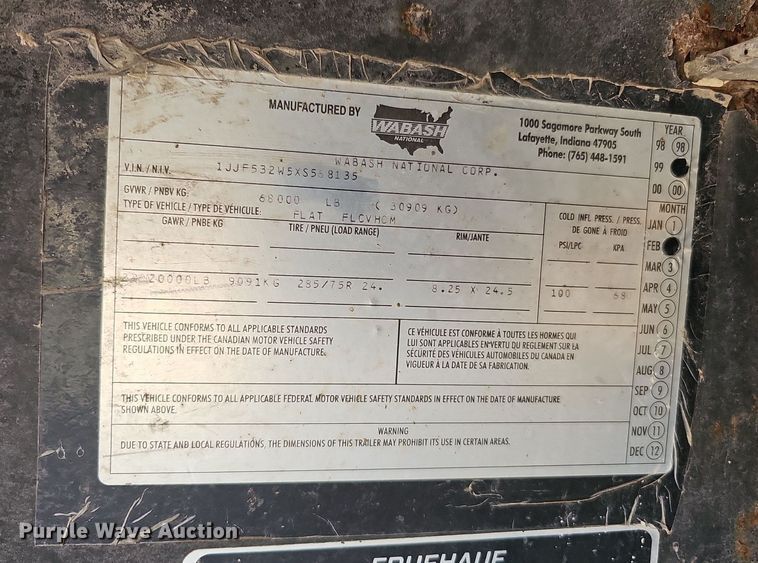 MANUFACTURED BY
WABASH
NATIONAL
1000 Sagamore Parkway South
Lafayette, Indiana 47905
Phone: (765) 448-1591
WABASH NATIONAL CORP.
V.I.N./N.I.V. 1JJF532W5XS5
GVWR / PNBV KG: 68000 LB ( 30909 KG)
TYPE OF VEHICLE / TYPE DE VÉHICULE: FLAT
GAWR / PNBE KG
TIRE / PNEU (LOAD RANGE)
RIM/JANTE
COLD INFL PRESS. / PRESS.
DE GONE À FROID
PSI/LPC KPA
20000LB 9091KG 285/75R 24. 8.25 X 24.5 100
THIS VEHICLE CONFORMS TO ALL APPLICABLE STANDARDS
PRESCRIBED UNDER THE CANADIAN MOTOR VEHICLE SAFETY
REGULATIONS IN EFFECT ON THE DATE OF MANUFACTURE.
CE VÉHICULE EST CONFORME À TOUTES LES HORMES QUI
LUI SONT APPLICABLES EN VERTU DU REGLEMENT SUR LA
SÉCURITÉ DES VÉHICULES AUTOMOBILES DU CANADA EN
VIGUEUR À LA DATE DE SA FABRICATION.
THIS VEHICLE CONFORMS TO ALL APPLICABLE FEDERAL MOTOR VEHICLE SAFETY STANDARDS IN EFFECT ON THE DATE OF MANUFACTURE
SHOWN ABOVE.
WARNING
DUE TO STATE AND LOCAL REGULATIONS, THE DIMENSIONS OF THIS TRAILER MAY PROHIBIT ITS USE IN CERTAIN AREAS.
YEAR
98 98
99
00 00
MONTH
JAN 1
FEB
MAR 3
APR 4
MAY 5
JUN 6
JUL 7
AUG 8
SEP 9
OCT 10
NOV 11
DEC 12
FRUEHAUF
Purple Wave Auction